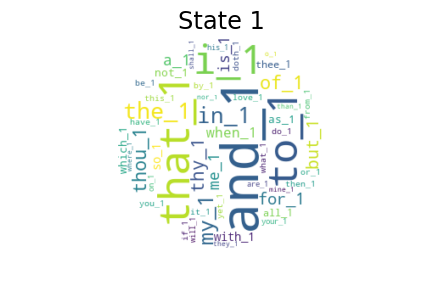 State 1
shall_1
his_1
o_1
i_1
is_1
doth_1
a_1
thee_1
not_1
be_1
by_1
of_1
this_1
nor_1
love_1
than_1
from_1
the_1
in_1
that_1
and_1
to_1
have_1
as_1
when_1
do_1
but_1
thou_1
which_1
where_1
so_1
thy_1
me_1
what_1
or_1
on_1
are_1
then_1
mine_1
you_1
it_1
yet_1
my_1
for_1
all_1
your_1
if_1
will_1
with_1
they_1